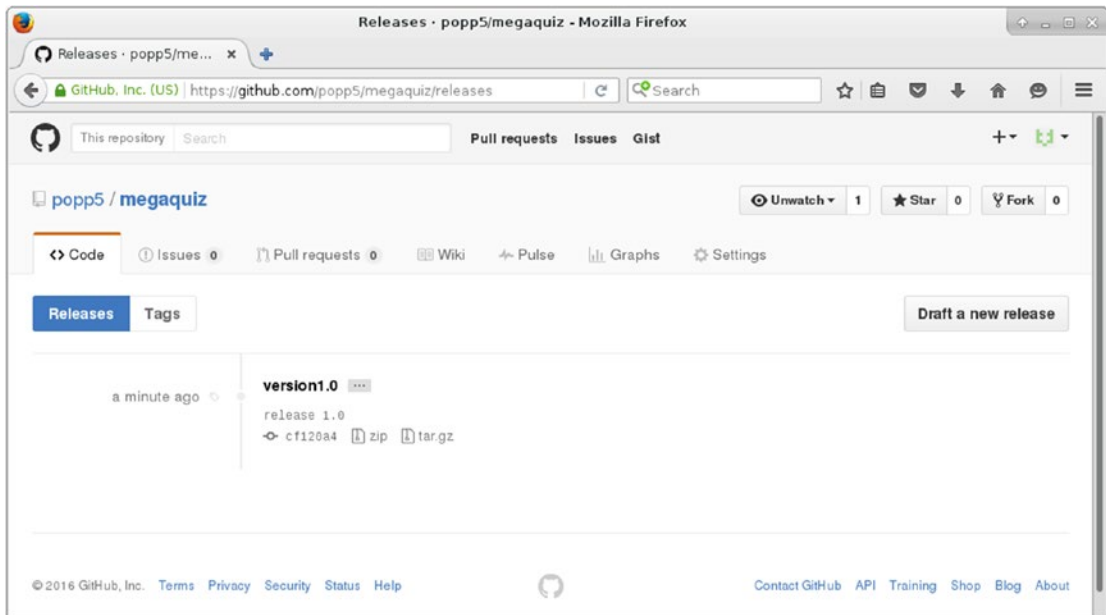 Releases · popp5/megaquiz - Mozilla Firefox
Releases · popp5/me...
GitHub, Inc. (US) https://github.com/popp5/megaquiz/releases Search
This repository Search Pull requests Issues Gist
popp5 / megaquiz Unwatch 1 Star 0 Fork 0
Code Issues 0 Pull requests 0 Wiki Pulse Graphs Settings
Releases Tags Draft a new release
version1.0 ...
a minute ago
release 1.0
cf120a4 zip tar.gz
© 2016 GitHub, Inc. Terms Privacy Security Status Help Contact GitHub API Training Shop Blog About